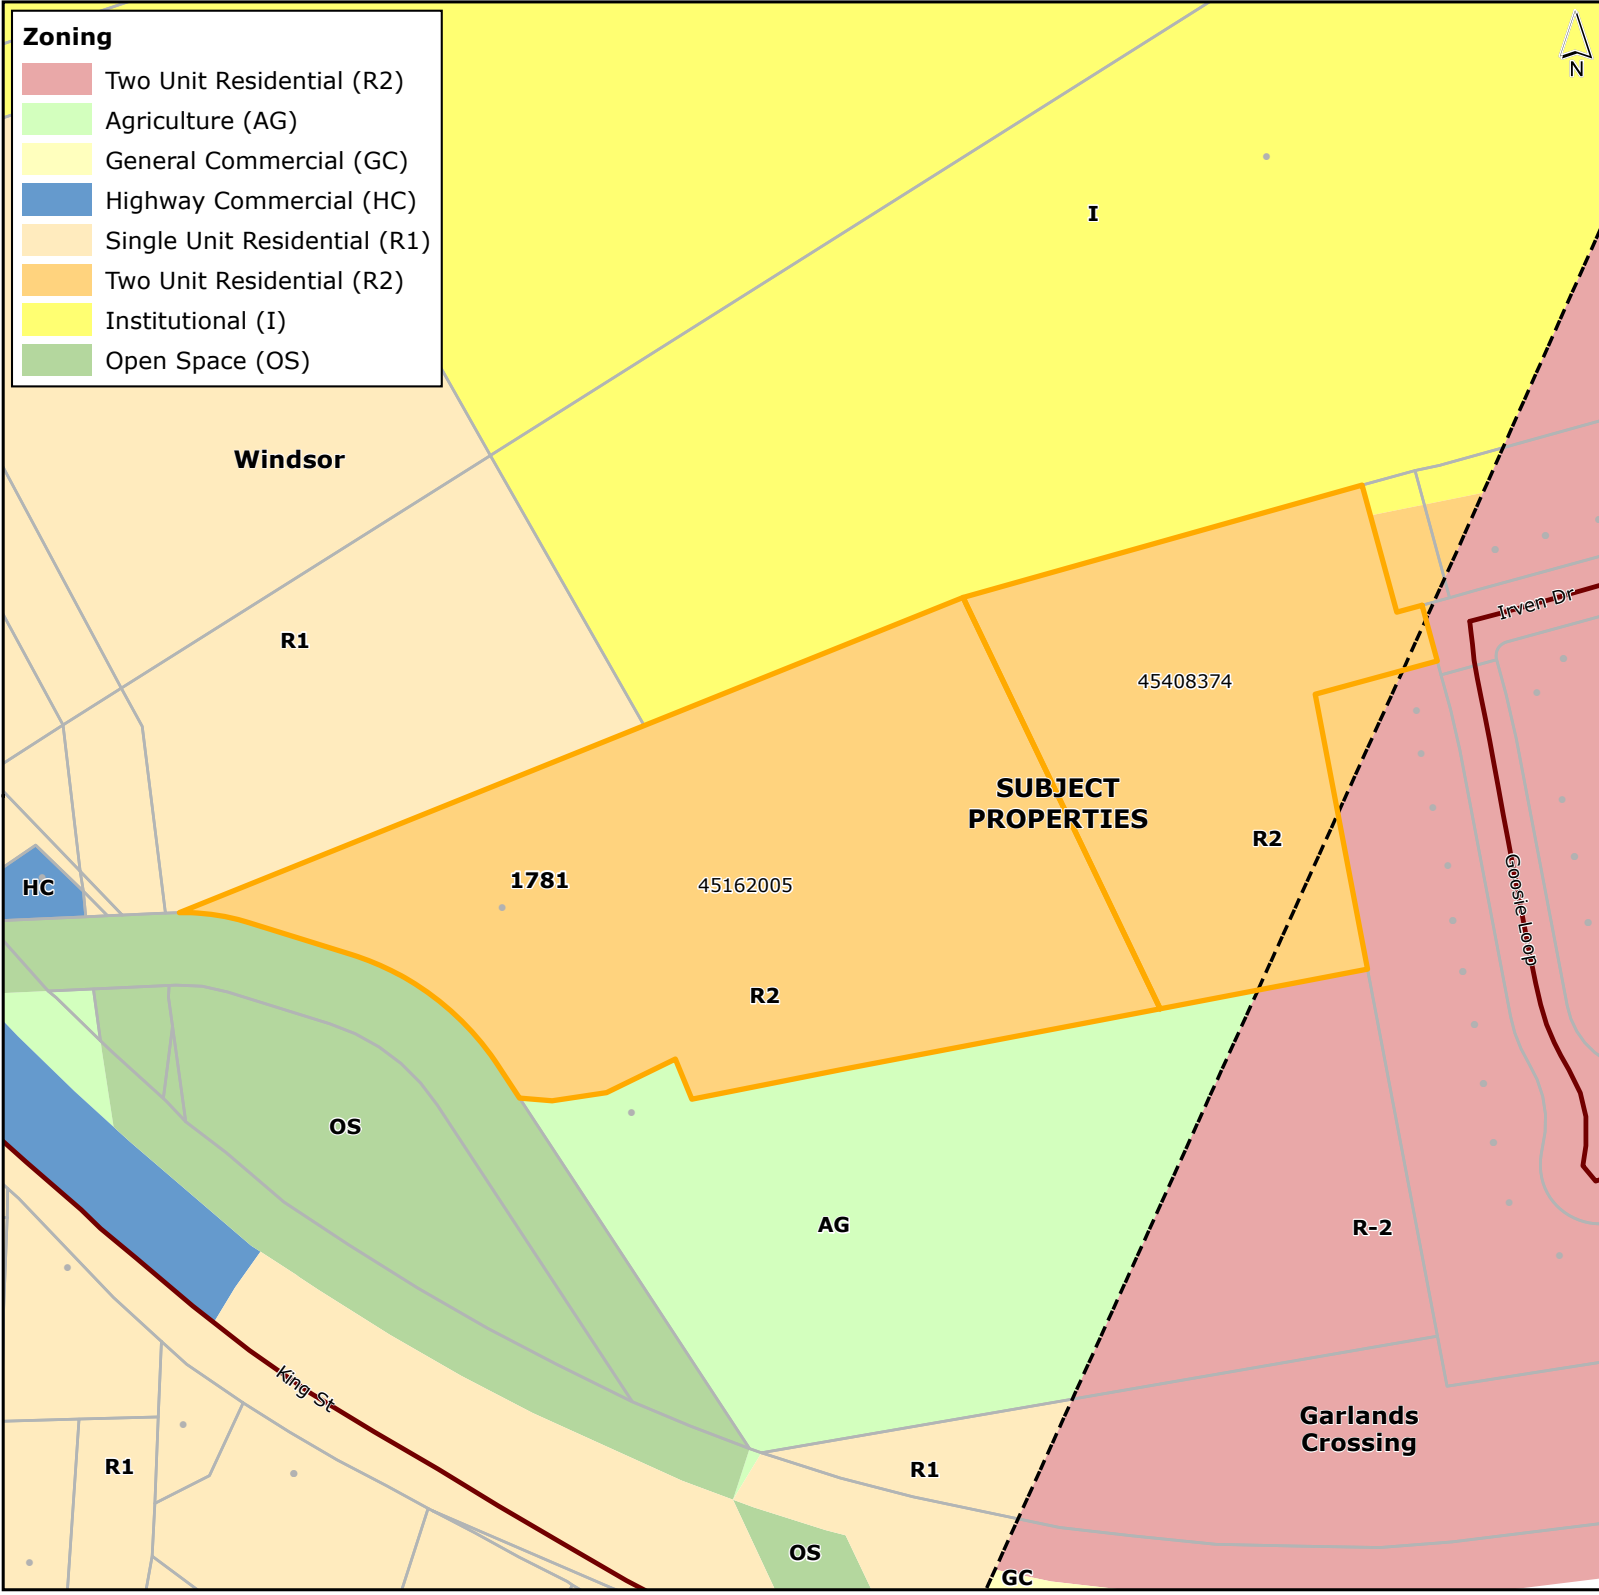 Zoning
Two Unit Residential (R2)
Agriculture (AG)
General Commercial (GC)
Highway Commercial (HC)
Single Unit Residential (R1)
Two Unit Residential (R2)
Institutional (I)
Open Space (OS)
N
I
Windsor
R1
Irven Dr
45408374
SUBJECT
PROPERTIES
R2
1781
45162005
HC
Goosie Loop
R2
OS
AG
R-2
King St
Garlands
Crossing
R1
R1
OS
GC